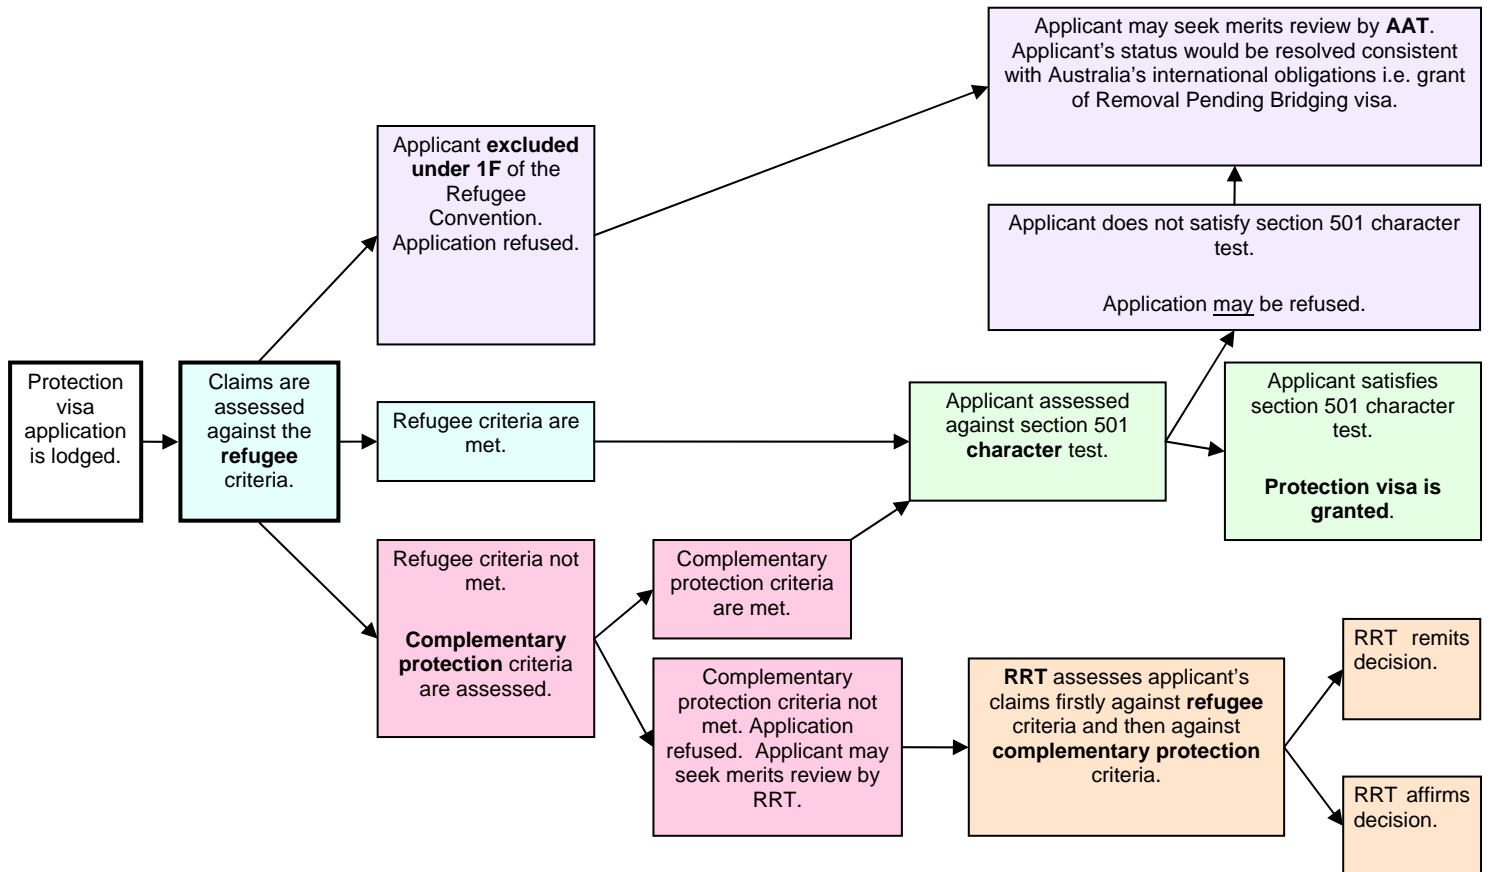 Protection
visa
application
is lodged.
Claims are
assessed
against the
refugee
criteria.
Applicant excluded
under 1F of the
Refugee
Convention.
Application refused.
Refugee criteria are
met.
Refugee criteria not
met.
Complementary
protection criteria
are assessed.
Complementary
protection criteria
are met.
Complementary
protection criteria not
met. Application
refused. Applicant may
seek merits review by
RRT.
Applicant may seek merits review by AAT.
Applicant’s status would be resolved consistent
with Australia’s international obligations i.e. grant
of Removal Pending Bridging visa.
Applicant does not satisfy section 501 character
test.
Application may be refused.
Applicant assessed
against section 501
character test.
Applicant satisfies
section 501 character
test.
Protection visa is
granted.
RRT assesses applicant’s
claims firstly against refugee
criteria and then against
complementary protection
criteria.
RRT remits
decision.
RRT affirms
decision.